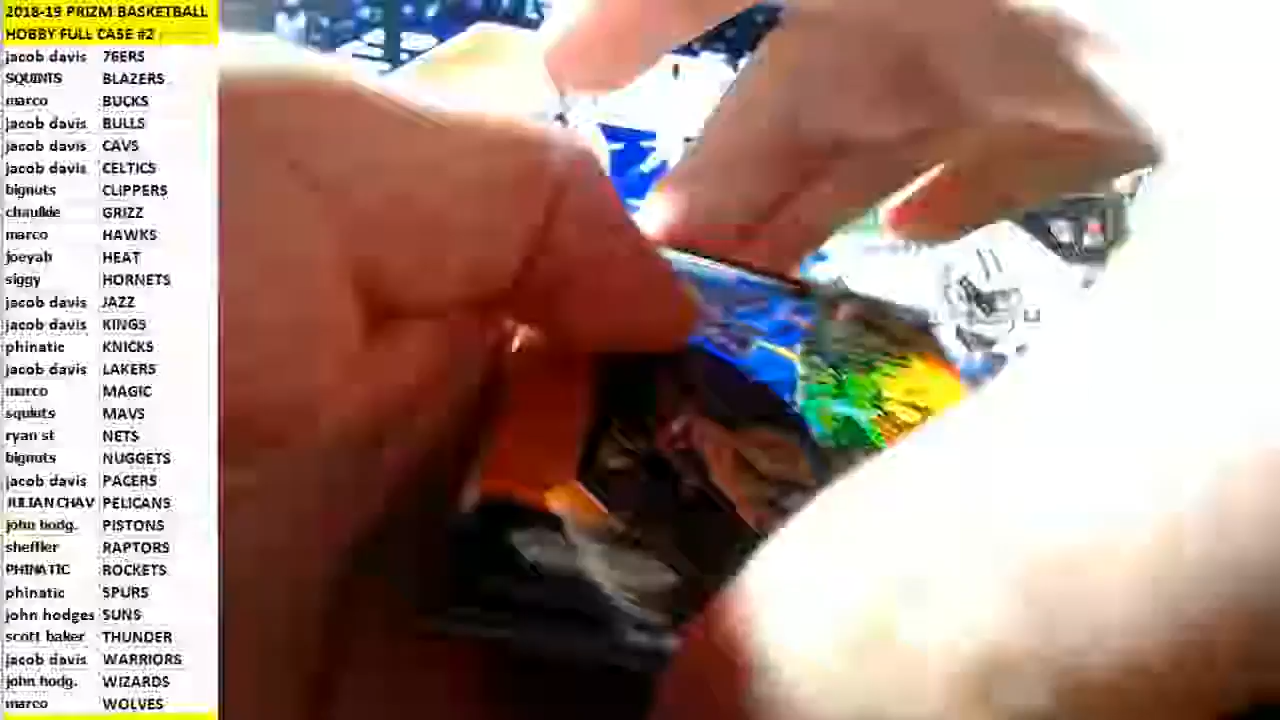 2018-19 PRIZM BASKETBALL
HOBBY FULL CASE #2
jacob davis 76ERS
SQUINTS BLAZERS
marco BUCKS
jacob davis BULLS
jacob davis CAVS
jacob davis CELTICS
bignuts CLIPPERS
chaulkie GRIZZ
marco HAWKS
joeyah HEAT
siggy HORNETS
jacob davis JAZZ
jacob davis KINGS
phinatic KNICKS
jacob davis LAKERS
marco MAGIC
squints MAVS
ryan st NETS
bignuts NUGGETS
jacob davis PACERS
JULIAN CHAV PELICANS
john hodg. PISTONS
sheffler RAPTORS
PHINATIC ROCKETS
phinatic SPURS
john hodges SUNS
scott baker THUNDER
jacob davis WARRIORS
john hodg. WIZARDS
marco WOLVES